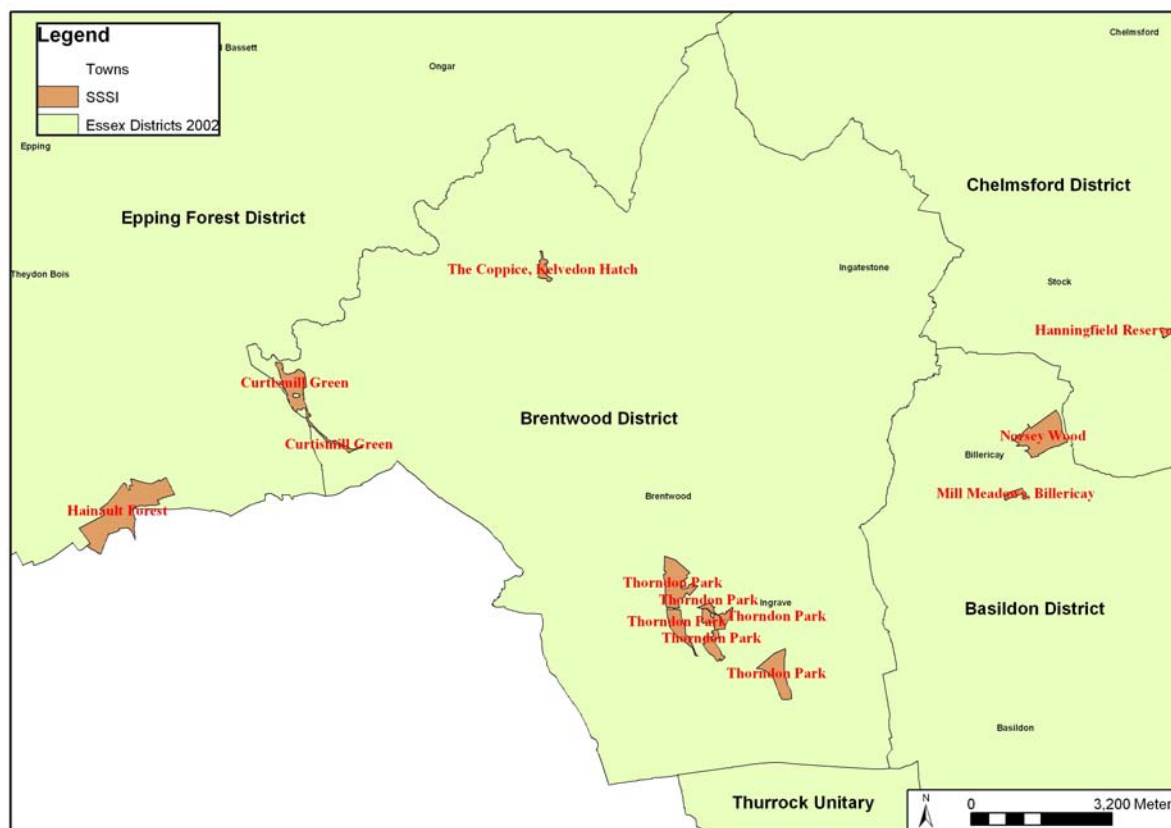 Legend
Towns
SSSI
Essex Districts 2002
Bassett
Chelmsford
Ongar
Epping
Chelmsford District
Epping Forest District
The Coppice, Kelvedon Hatch
Ingatestone
Theydon Bois
Stock
Hanningfield Reserv
Curtismill Green
Brentwood District
Norsey Wood
Curtismill Green
Billericay
Mill Meadows, Billericay
Brentwood
Hainault Forest
Thorndon Park
Thorndon Park
Ingrave
Thorndon Park
Thorndon Park
Thorndon Park
Basildon District
Thorndon Park
Basildon
Thurrock Unitary
N
0 3,200 Meter